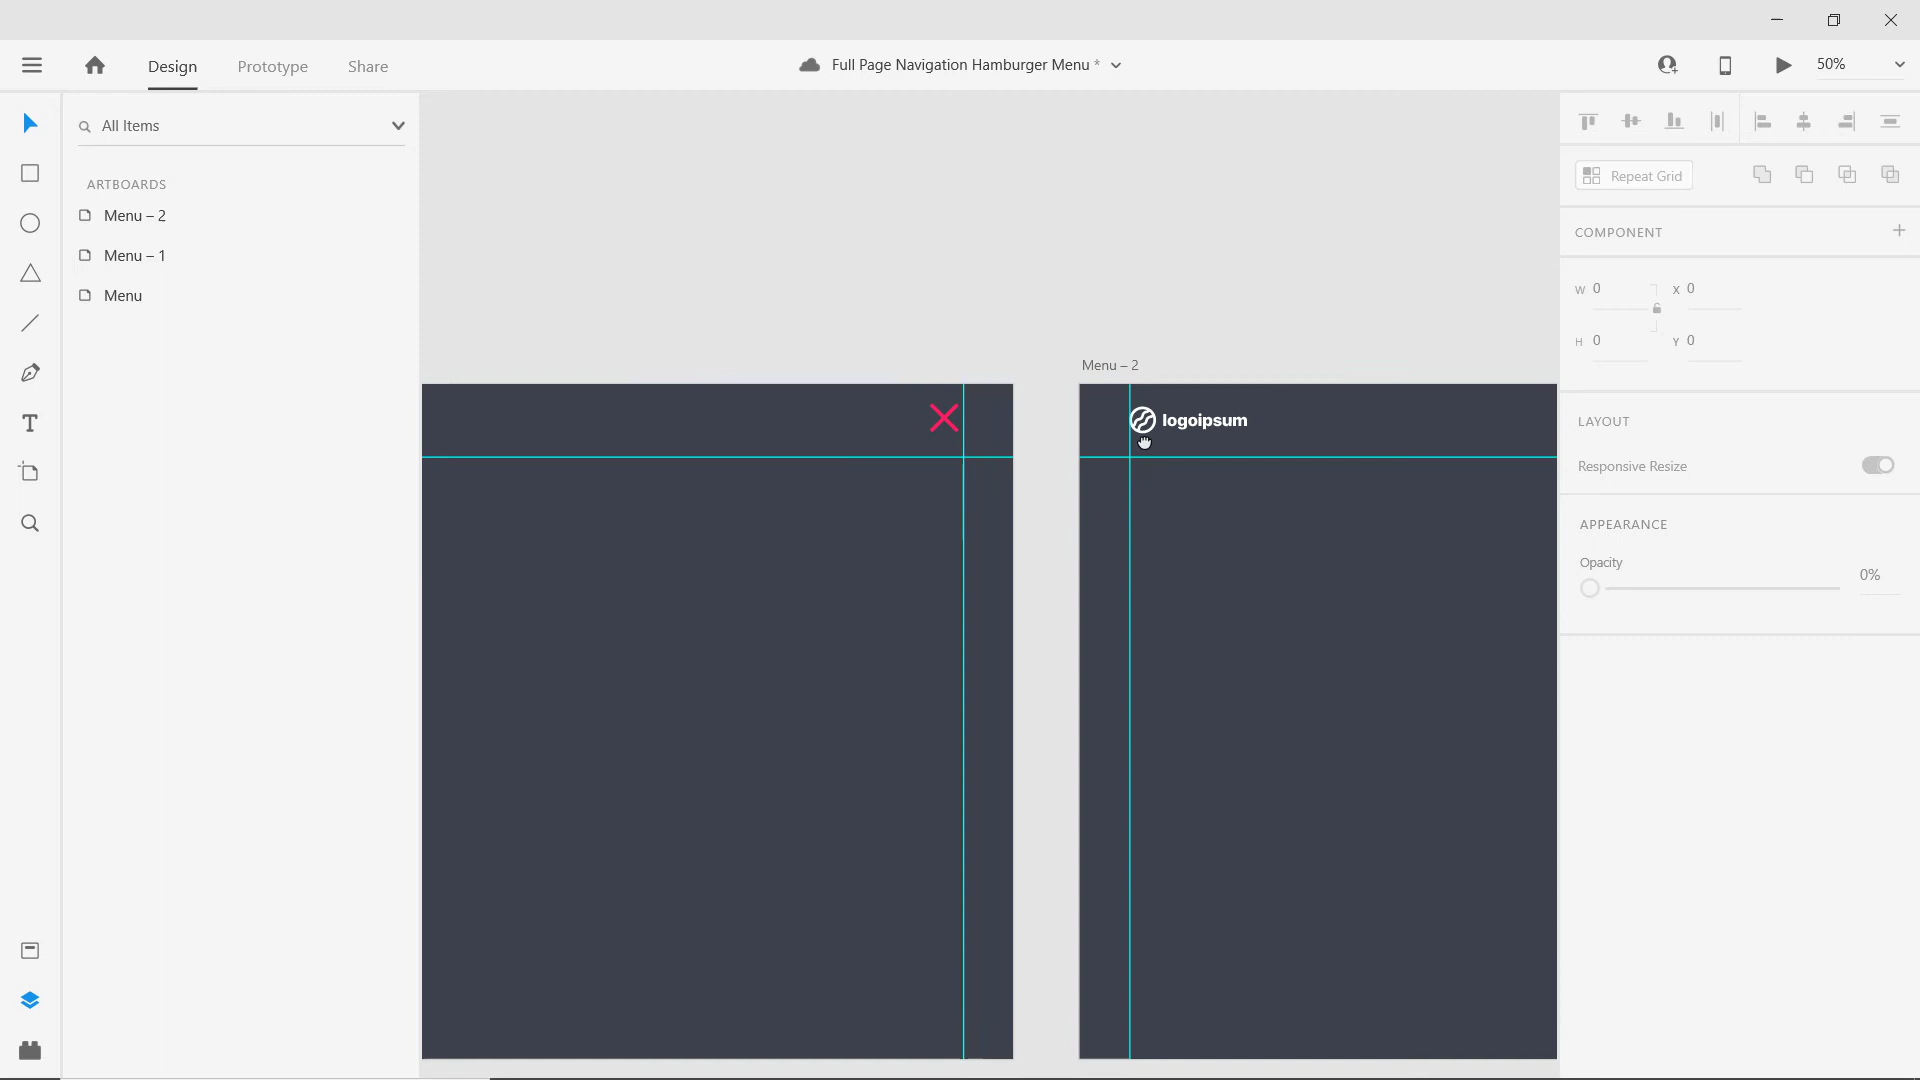 Design
Prototype
Share
Full Page Navigation Hamburger Menu *
50%
All Items
ARTBOARDS
Menu – 2
Menu – 1
Menu
Menu – 2
logoipsum
Repeat Grid
COMPONENT
W 0
X 0
H 0
Y 0
LAYOUT
Responsive Resize
APPEARANCE
Opacity
0%